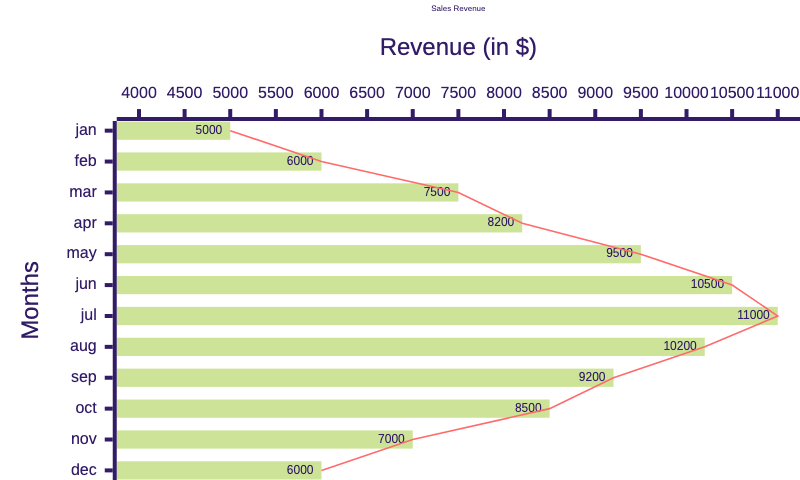 Sales Revenue
Revenue (in $)
4000 4500 5000 5500 6000 6500 7000 7500 8000 8500 9000 9500 10000 10500 11000
Months
jan 5000
feb 6000
mar 7500
apr 8200
may 9500
jun 10500
jul 11000
aug 10200
sep 9200
oct 8500
nov 7000
dec 6000